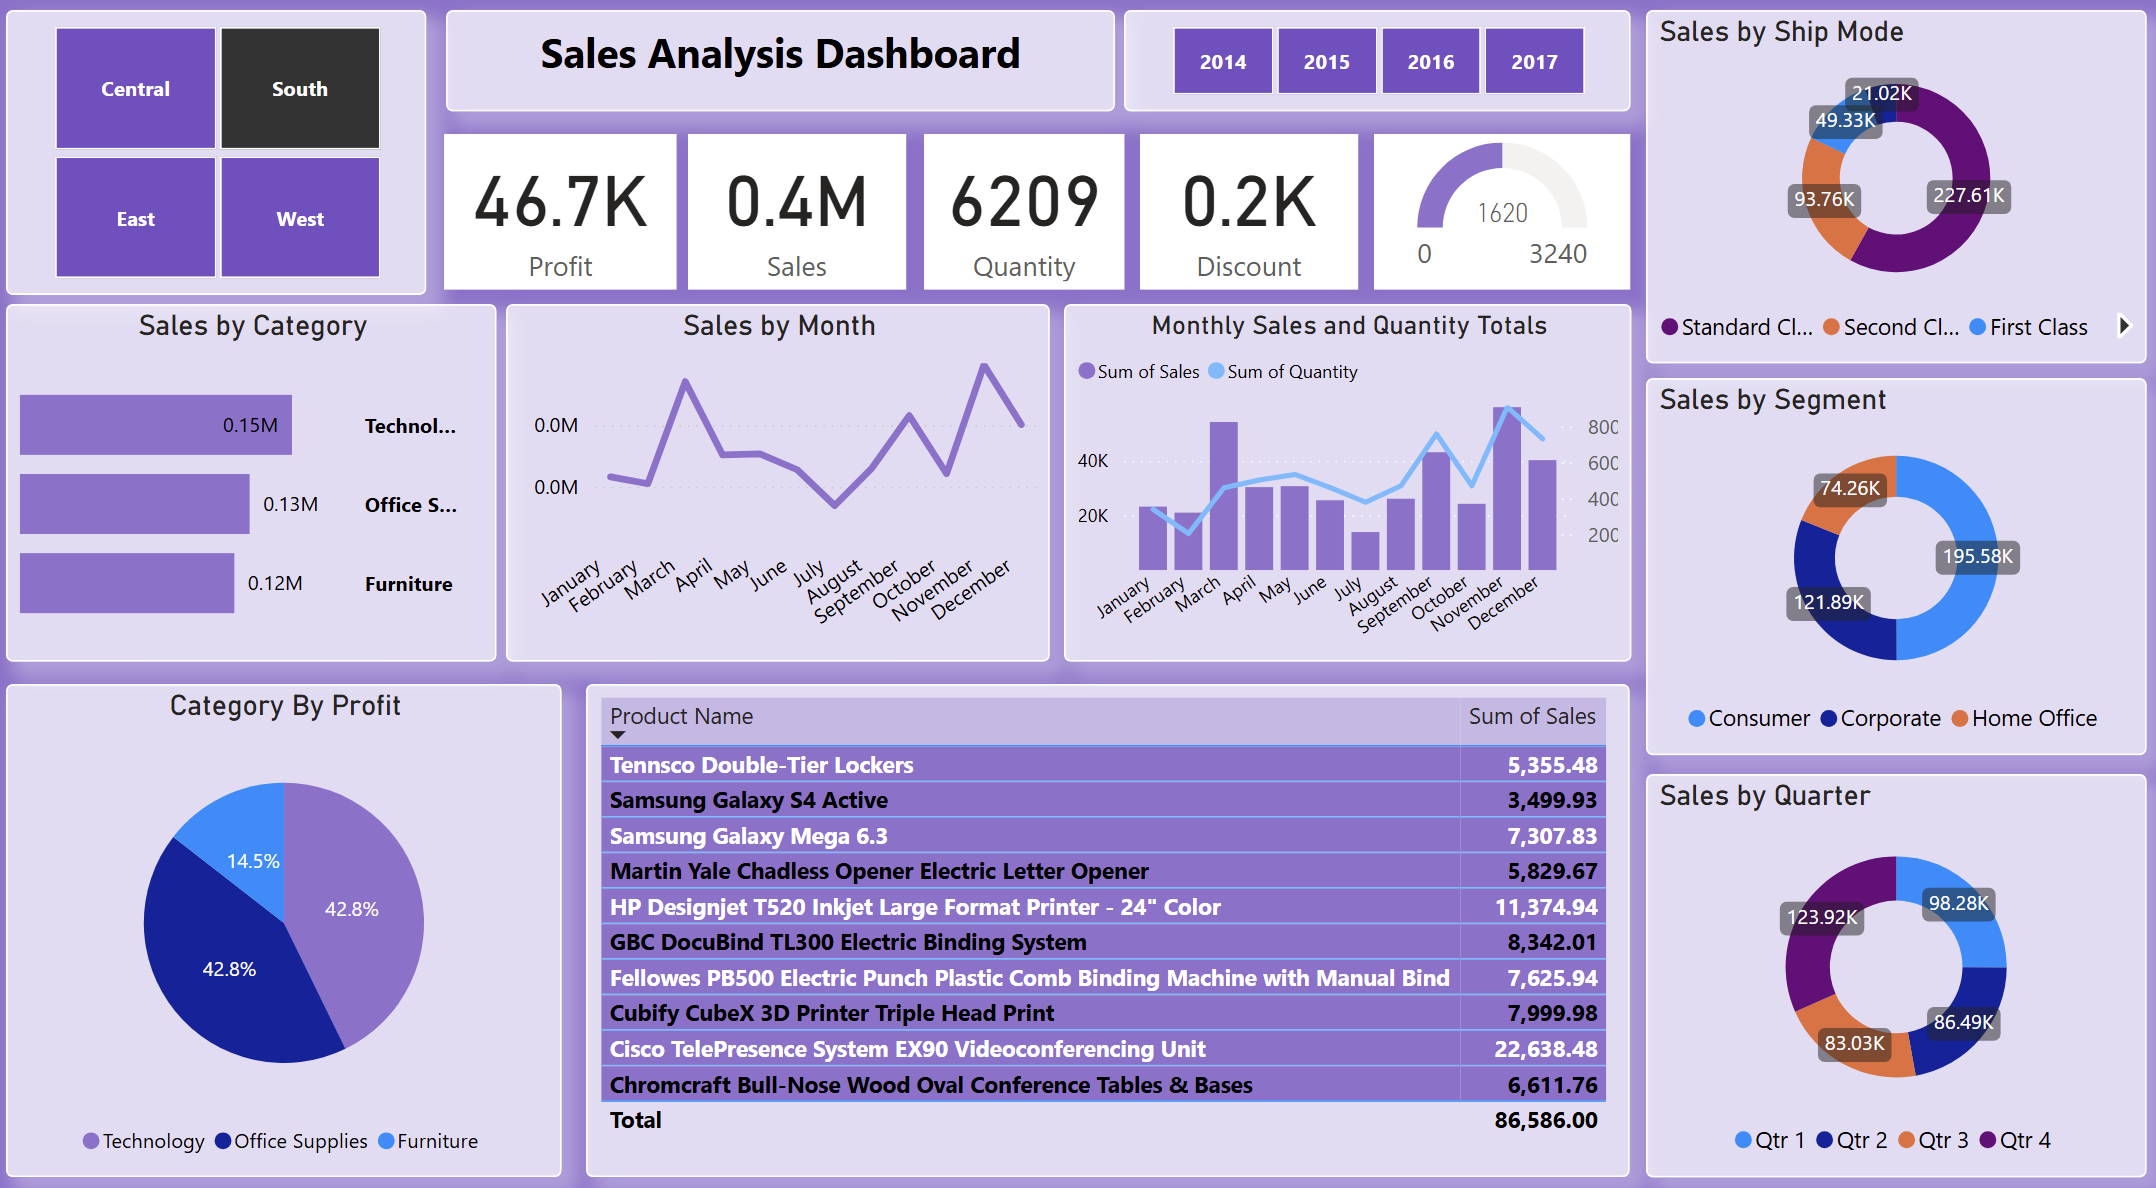 Central
South
East
West
Sales Analysis Dashboard
2014 2015 2016 2017
46.7K
Profit
0.4M
Sales
6209
Quantity
0.2K
Discount
1620
0
3240
Sales by Ship Mode
21.02K
49.33K
93.76K
227.61K
Standard Cl... Second Cl... First Class
Sales by Category
0.15M Technol...
0.13M Office S...
0.12M Furniture
Sales by Month
0.0M
0.0M
January
February
March
April
May
June
July
August
September
October
November
December
Monthly Sales and Quantity Totals
Sum of Sales Sum of Quantity
40K
20K
800
600
400
200
January
February
March
April
May
June
July
August
September
October
November
December
Sales by Segment
74.26K
195.58K
121.89K
Consumer Corporate Home Office
Category By Profit
14.5%
42.8%
42.8%
Technology Office Supplies Furniture
Product Name Sum of Sales
Tennsco Double-Tier Lockers 5,355.48
Samsung Galaxy S4 Active 3,499.93
Samsung Galaxy Mega 6.3 7,307.83
Martin Yale Chadless Opener Electric Letter Opener 5,829.67
HP Designjet T520 Inkjet Large Format Printer - 24" Color 11,374.94
GBC DocuBind TL300 Electric Binding System 8,342.01
Fellowes PB500 Electric Punch Plastic Comb Binding Machine with Manual Bind 7,625.94
Cubify CubeX 3D Printer Triple Head Print 7,999.98
Cisco TelePresence System EX90 Videoconferencing Unit 22,638.48
Chromcraft Bull-Nose Wood Oval Conference Tables & Bases 6,611.76
Total 86,586.00
Sales by Quarter
98.28K
123.92K
86.49K
83.03K
Qtr 1 Qtr 2 Qtr 3 Qtr 4